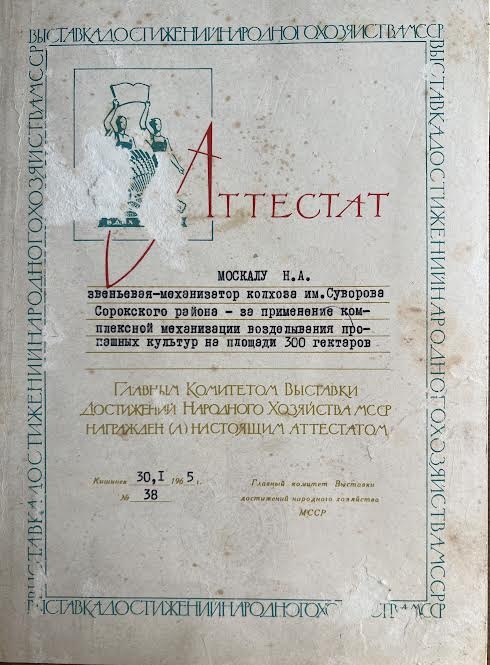 ВЫСТАВКА ДОСТИЖЕНИЙ НАРОДНОГО ХОЗЯЙСТВА МССР
ВЫСТАВКА ДОСТИЖЕНИЙ НАРОДНОГО ХОЗЯЙСТВА МССР
ВЫСТАВКА ДОСТИЖЕНИЙ НАРОДНОГО ХОЗЯЙСТВА МССР
ВДНХ
АТТЕСТАТ
МОСКАЛУ Н.А.
звеньевая-механизатор колхоза им.Суворова
Сорокского района - за применение ком-
плексной механизации возделывания про-
пашных культур на площади 300 гектаров
ГЛАВНЫМ КОМИТЕТОМ ВЫСТАВКИ
ДОСТИЖЕНИЙ НАРОДНОГО ХОЗЯЙСТВА МССР
НАГРАЖДЕН (А) НАСТОЯЩИМ АТТЕСТАТОМ
Кишинев 30,I 1965 г.
№ 38
Главный комитет Выставки
достижений народного хозяйства
МССР
ВЫСТАВКА ДОСТИЖЕНИЙ НАРОДНОГО ХО СТВА МССР